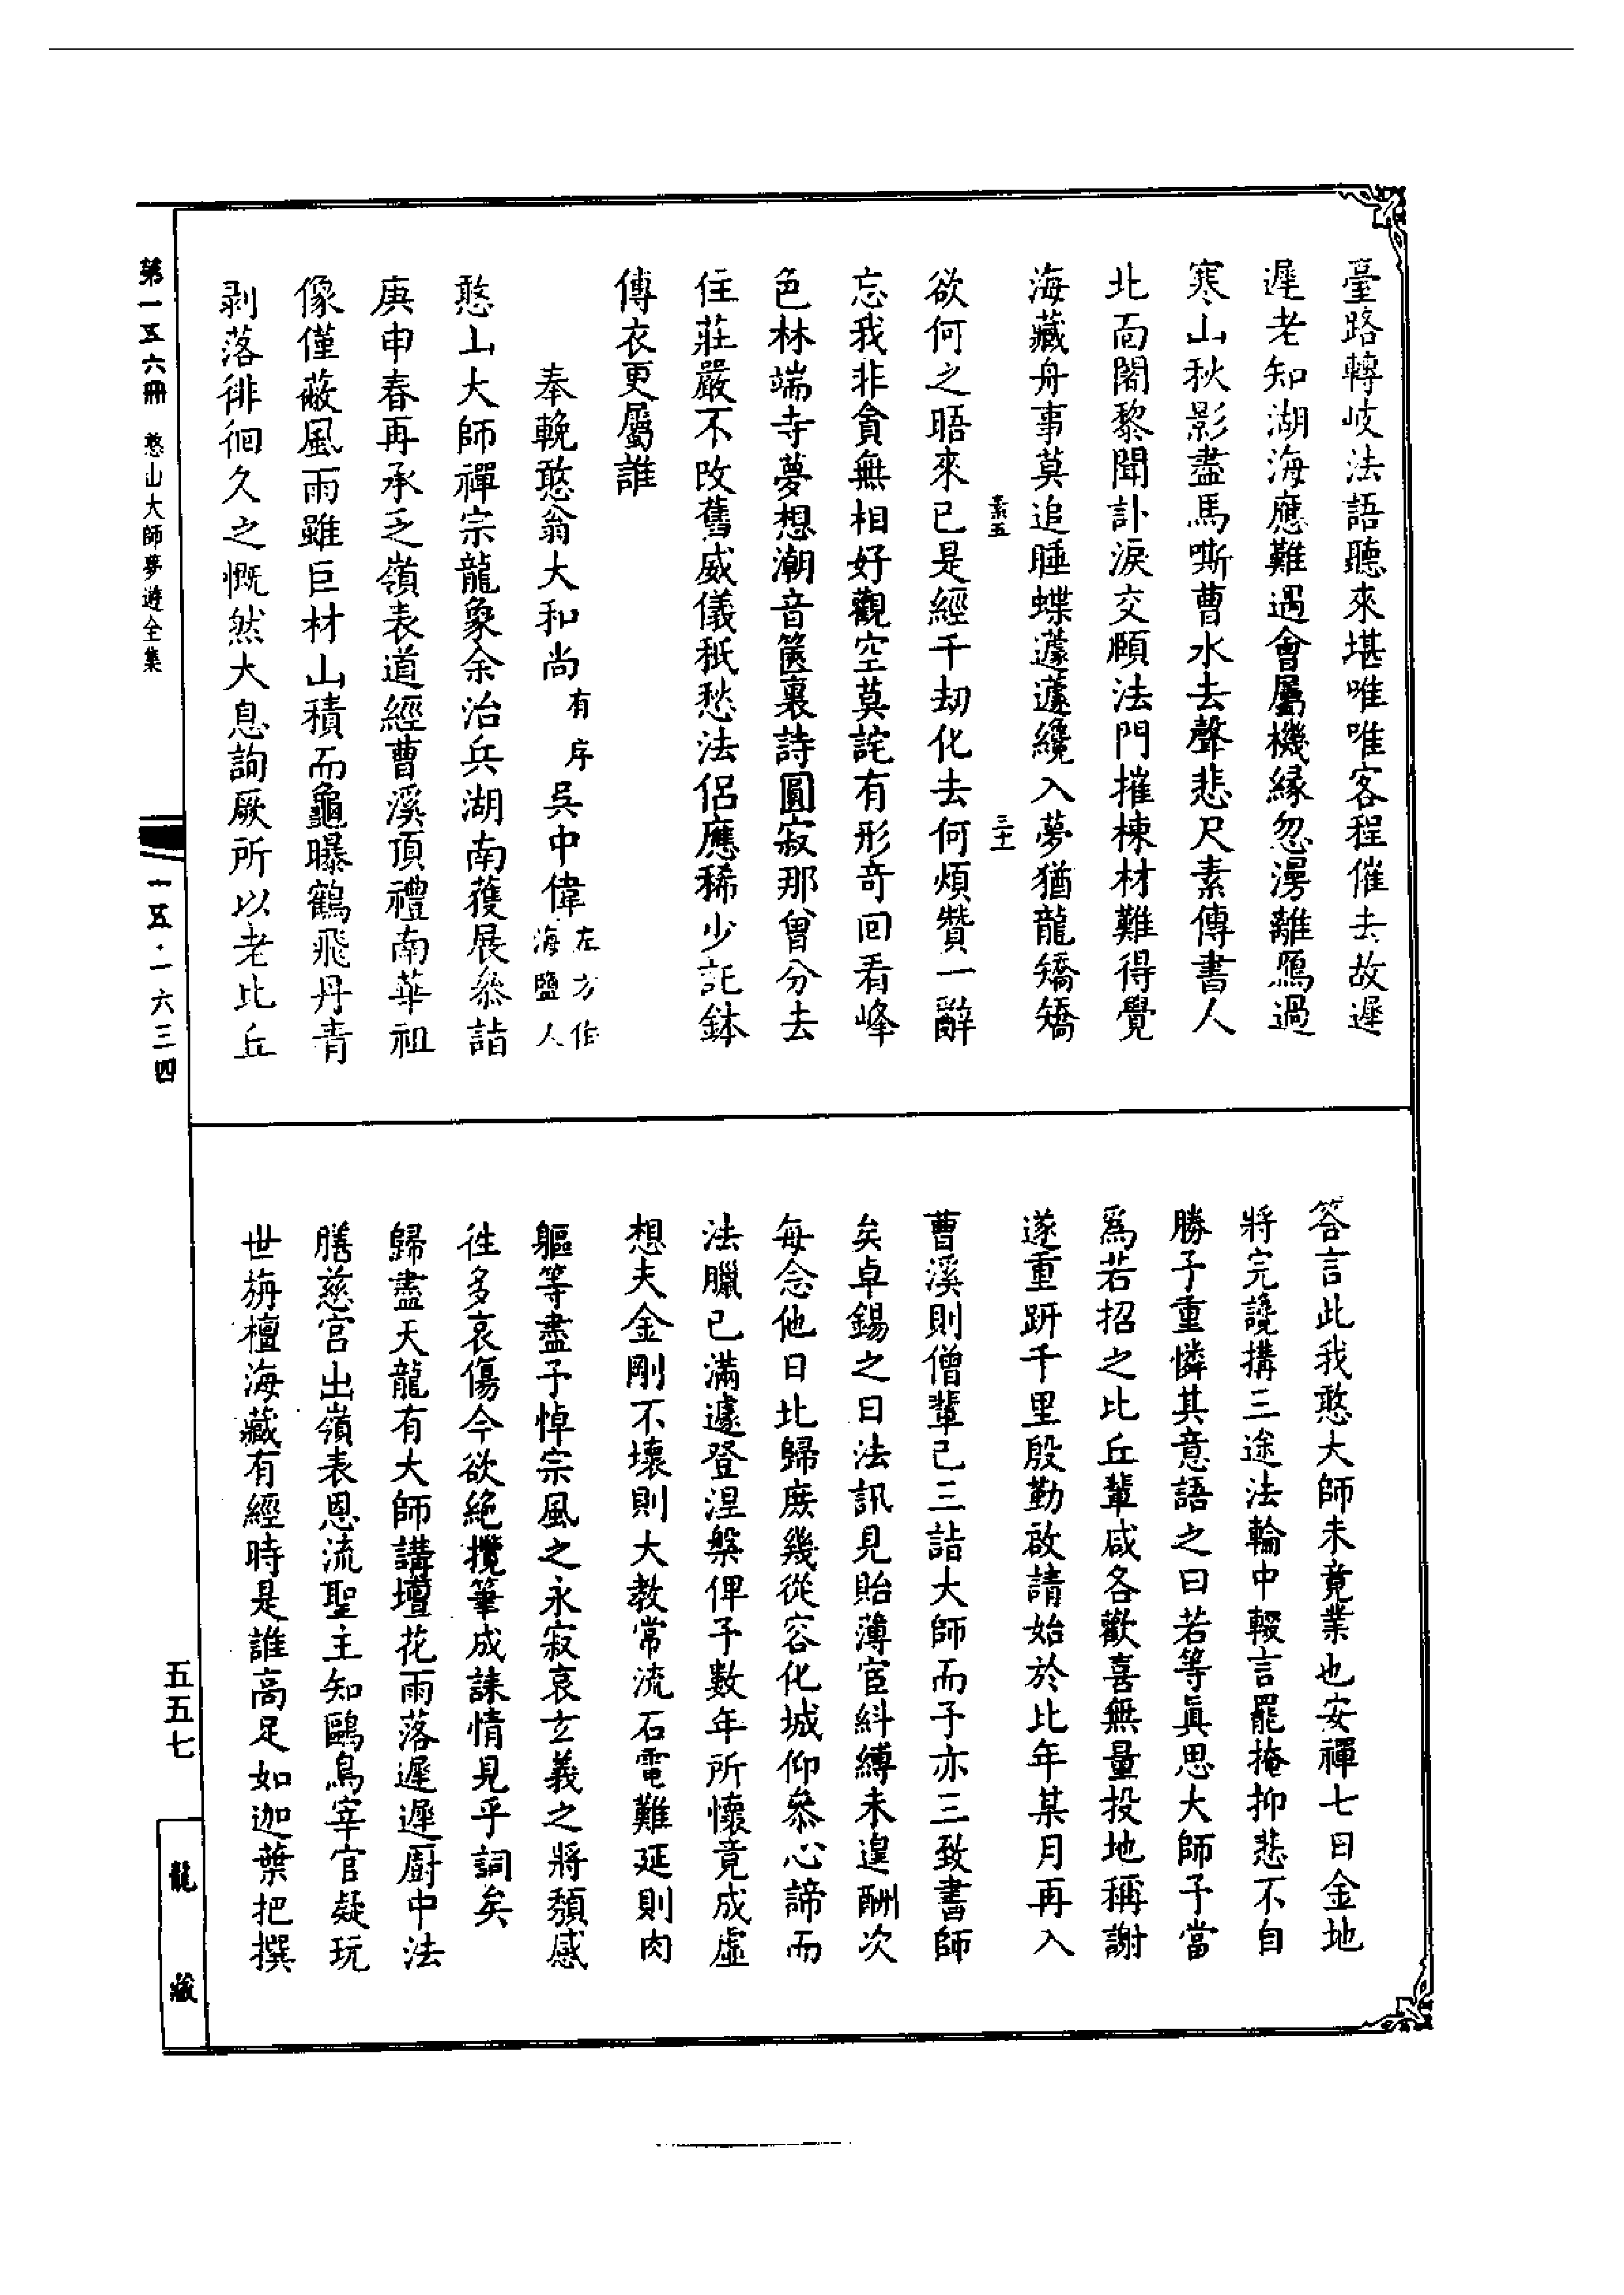 臺路轉岐法語聽來堪唯唯客程催去故遲
遲老知湖海應難遇會屬機緣忽漫離鴈過
寒山秋影盡馬嘶曹水去聲悲尺素傳書人
北面闍黎聞訃淚交頤法門摧棟材難得覺
海藏舟事莫追睡蝶蘧蘧纔入夢猶龍矯矯
素五
三十一
欲何之晤來已是經千劫化去何煩贊一辭
忘我非貪無相好觀空莫詫有形奇回看峰
色林端寺夢想潮音篋裏詩圓寂那曾分去
住莊嚴不改舊威儀秖愁法侶應稀少託鉢
傳衣更屬誰
奉輓憨翁大和尚有序吳中偉左方伯海鹽人
憨山大師禪宗龍象余治兵湖南獲展叅詣
庚申春再承乏嶺表道經曹溪頂禮南華祖
像僅蔽風雨雖巨材山積而龜曝鶴飛丹青
剥落徘徊久之慨然大息詢厥所以老比丘
答言此我憨大師未竟業也安禪七日金地
將完讒搆三途法輪中輟言罷掩抑悲不自
勝予重憐其意語之曰若等眞思大師予當
爲若招之比丘輩咸各歡喜無量投地稱謝
遂重趼千里殷勤啟請始於比年某月再入
曹溪則僧輩已三詣大師而予亦三致書師
矣卓錫之日法訊見貽薄宦紏縛未遑酬次
每念他日北歸庶幾從容化城仰叅心諦而
法臘已滿遽登涅槃俾予數年所懷竟成虛
想夫金剛不壞則大教常流石電難延則肉
軀等盡予悼宗風之永寂哀玄義之將頽感
徃多哀傷今欲絶攬筆成誄情見乎詞矣
歸盡天龍有大師講壇花雨落遲遲廚中法
膳慈宫出嶺表恩流聖主知鷗鳥宰官疑玩
世旃檀海藏有經時是誰高足如迦葉把撰
第一五六冊 憨山大師夢遊全集
一五·一六三四
五五七
龍藏